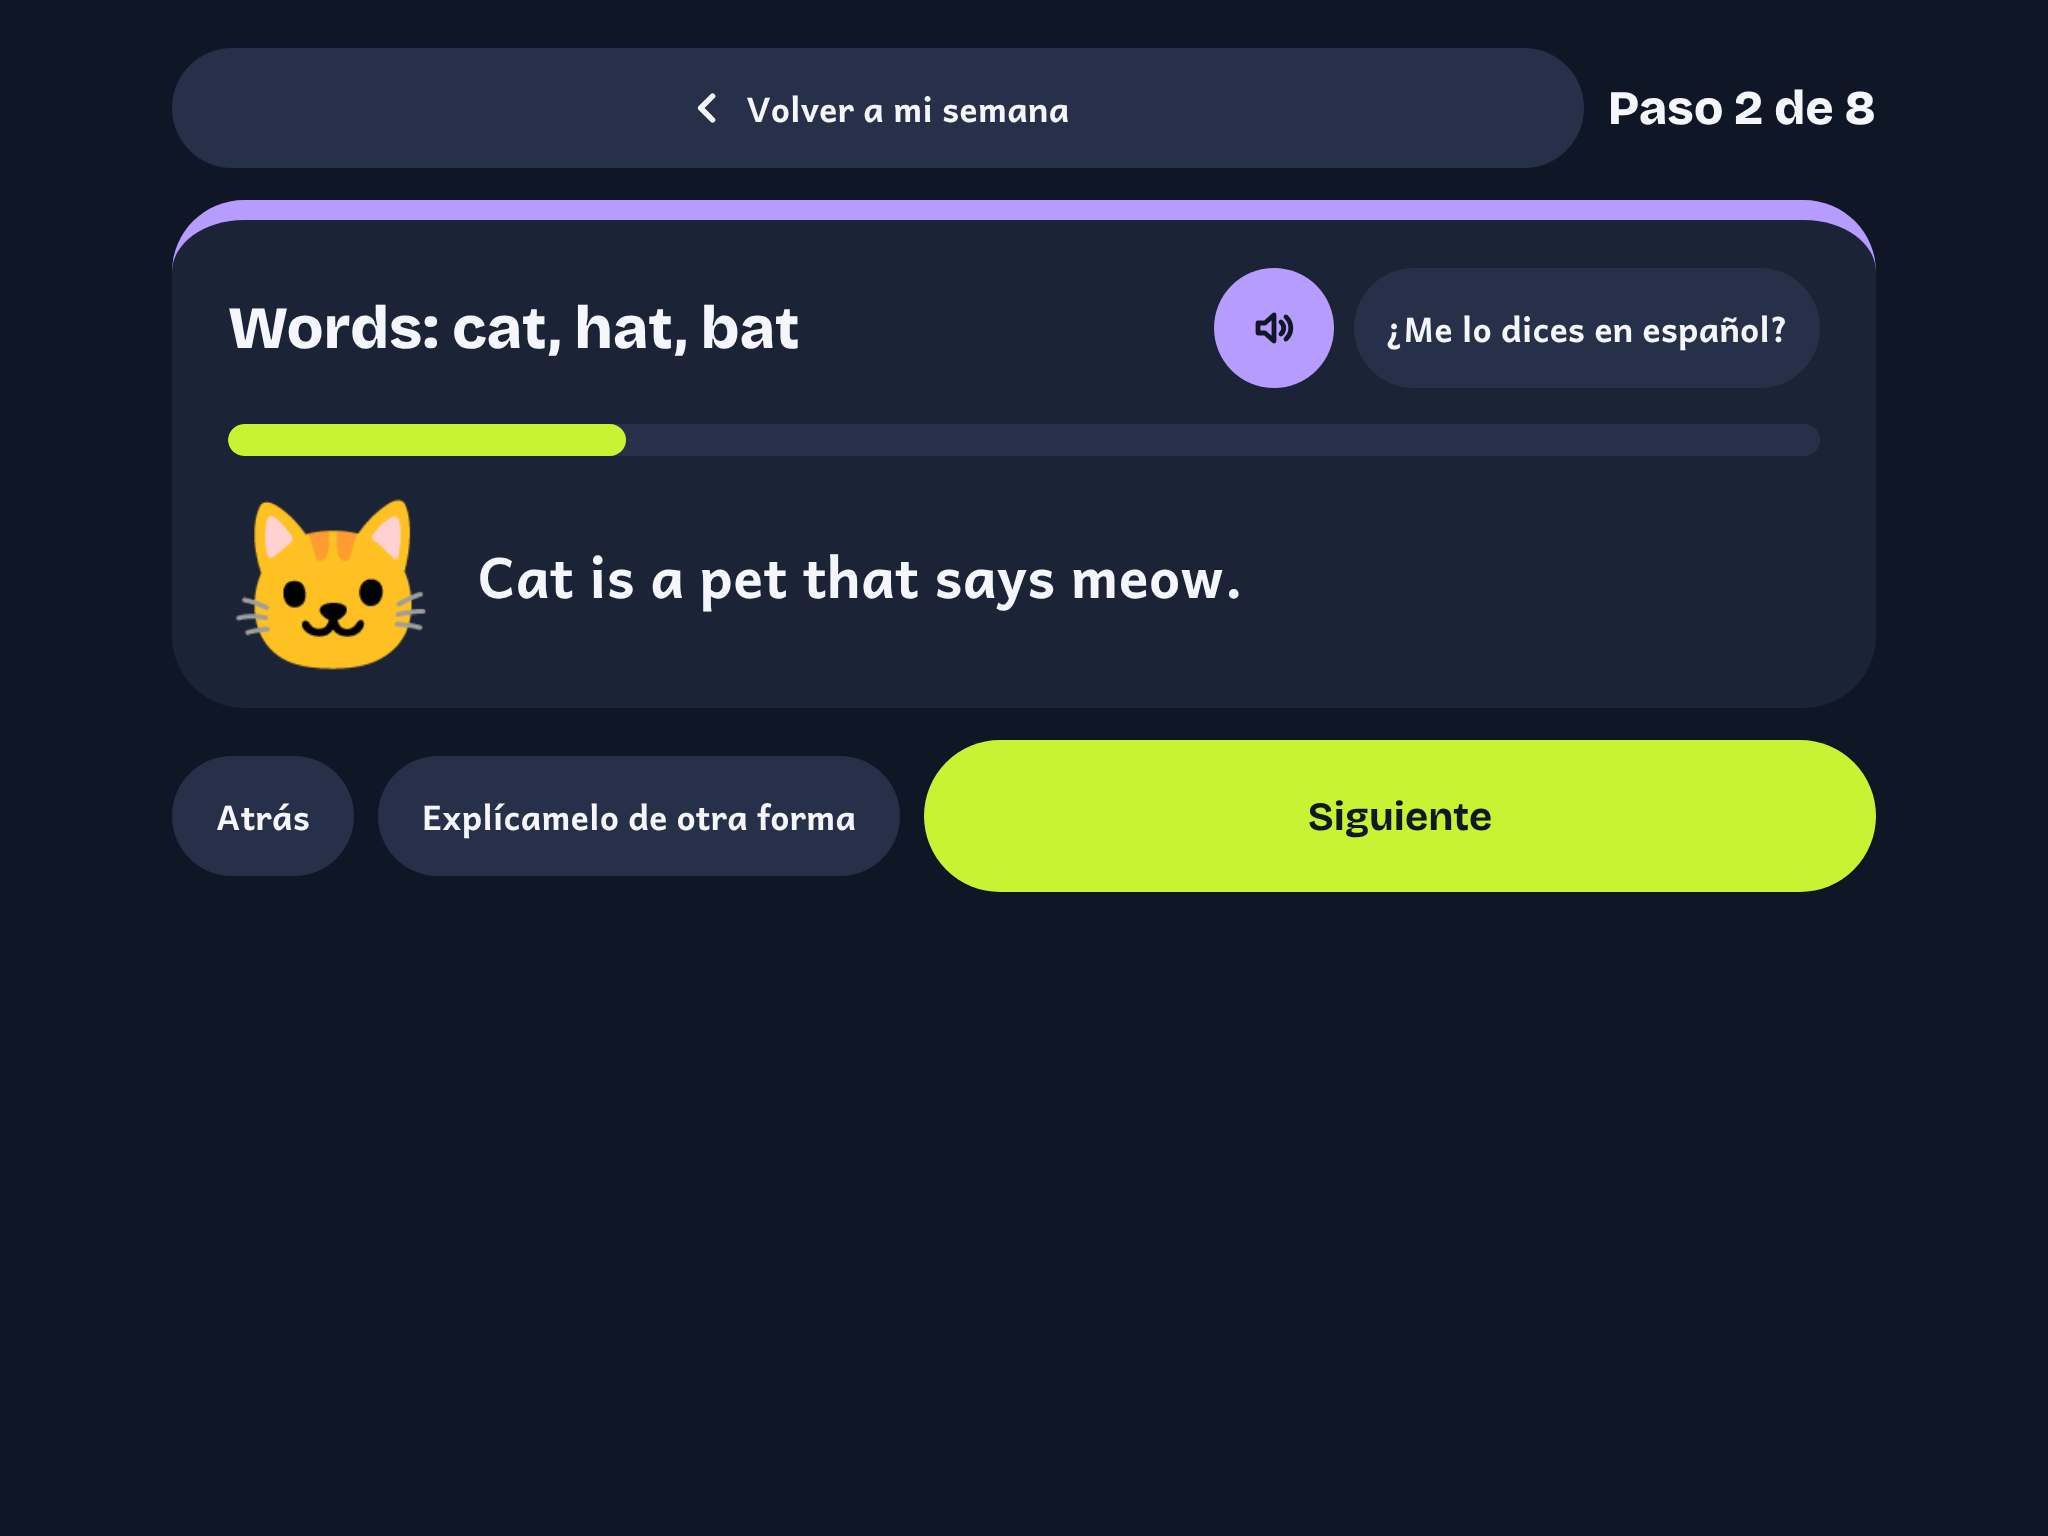 Volver a mi semana
Paso 2 de 8
Words: cat, hat, bat
¿Me lo dices en español?
Cat is a pet that says meow.
Atrás
Explícamelo de otra forma
Siguiente